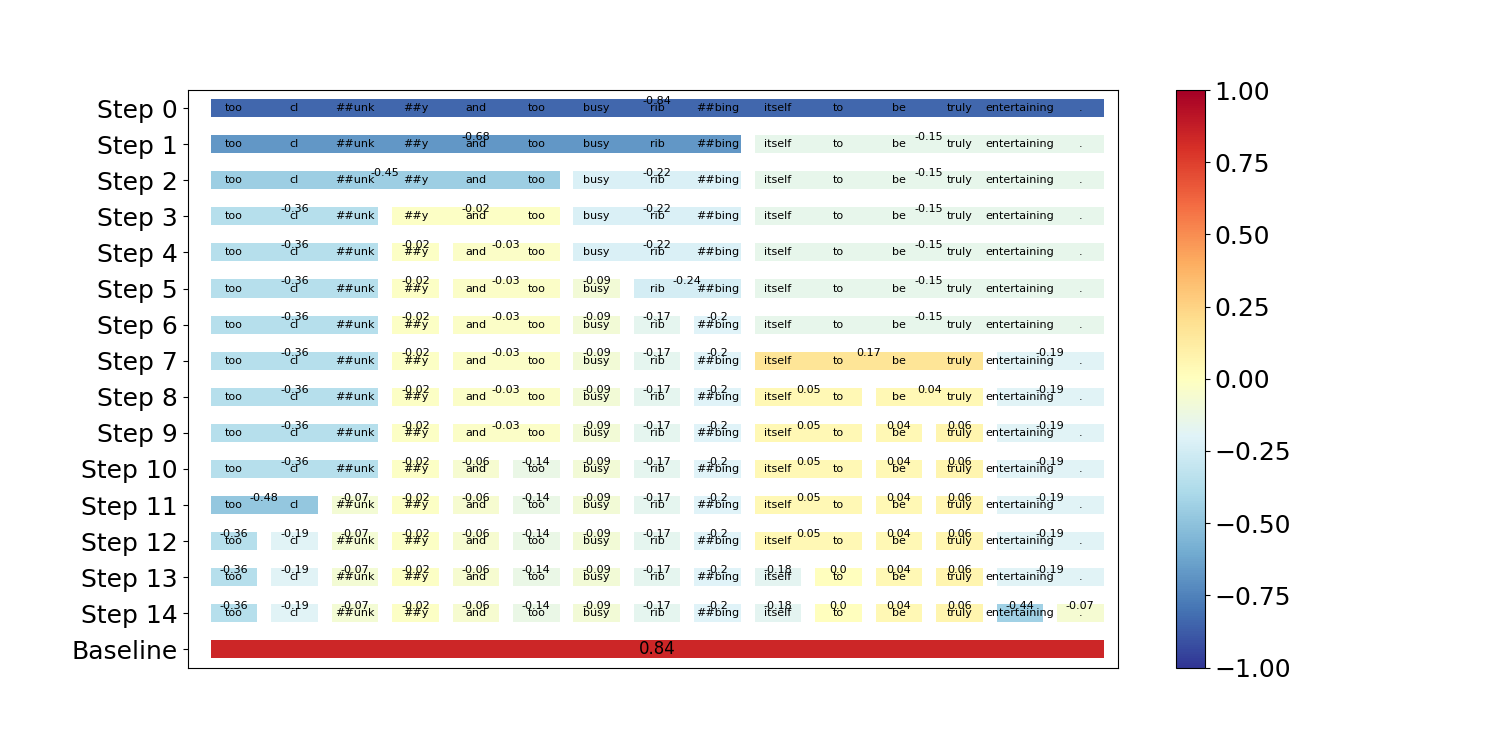 -0.84
Step 0 too cl ##unk ##y and too busy rib ##bing itself to be truly entertaining .
-0.68 -0.15
Step 1 too cl ##unk ##y and too busy rib ##bing itself to be truly entertaining .
-0.45 -0.22 -0.15
Step 2 too cl ##unk ##y and too busy rib ##bing itself to be truly entertaining .
-0.36 -0.02 -0.22 -0.15
Step 3 too cl ##unk ##y and too busy rib ##bing itself to be truly entertaining .
-0.36 -0.02 -0.03 -0.22 -0.15
Step 4 too cl ##unk ##y and too busy rib ##bing itself to be truly entertaining .
-0.36 -0.02 -0.03 -0.09 -0.24 -0.15
Step 5 too cl ##unk ##y and too busy rib ##bing itself to be truly entertaining .
-0.36 -0.02 -0.03 -0.09 -0.17 -0.2 -0.15
Step 6 too cl ##unk ##y and too busy rib ##bing itself to be truly entertaining .
-0.36 -0.02 -0.03 -0.09 -0.17 -0.2 0.17 -0.19
Step 7 too cl ##unk ##y and too busy rib ##bing itself to be truly entertaining .
-0.36 -0.02 -0.03 -0.09 -0.17 -0.2 0.05 0.04 -0.19
Step 8 too cl ##unk ##y and too busy rib ##bing itself to be truly entertaining .
-0.36 -0.02 -0.03 -0.09 -0.17 -0.2 0.05 0.04 0.06 -0.19
Step 9 too cl ##unk ##y and too busy rib ##bing itself to be truly entertaining .
-0.36 -0.02 -0.06 -0.14 -0.09 -0.17 -0.2 0.05 0.04 0.06 -0.19
Step 10 too cl ##unk ##y and too busy rib ##bing itself to be truly entertaining .
-0.48 -0.07 -0.02 -0.06 -0.14 -0.09 -0.17 -0.2 0.05 0.04 0.06 -0.19
Step 11 too cl ##unk ##y and too busy rib ##bing itself to be truly entertaining .
-0.36 -0.19 -0.07 -0.02 -0.06 -0.14 -0.09 -0.17 -0.2 0.05 0.04 0.06 -0.19
Step 12 too cl ##unk ##y and too busy rib ##bing itself to be truly entertaining .
-0.36 -0.19 -0.07 -0.02 -0.06 -0.14 -0.09 -0.17 -0.2 -0.18 0.0 0.04 0.06 -0.19
Step 13 too cl ##unk ##y and too busy rib ##bing itself to be truly entertaining .
-0.36 -0.19 -0.07 -0.02 -0.06 -0.14 -0.09 -0.17 -0.2 -0.18 0.0 0.04 0.06 -0.44 -0.07
Step 14 too cl ##unk ##y and too busy rib ##bing itself to be truly entertaining .
Baseline 0.84
1.00
0.75
0.50
0.25
0.00
−0.25
−0.50
−0.75
−1.00